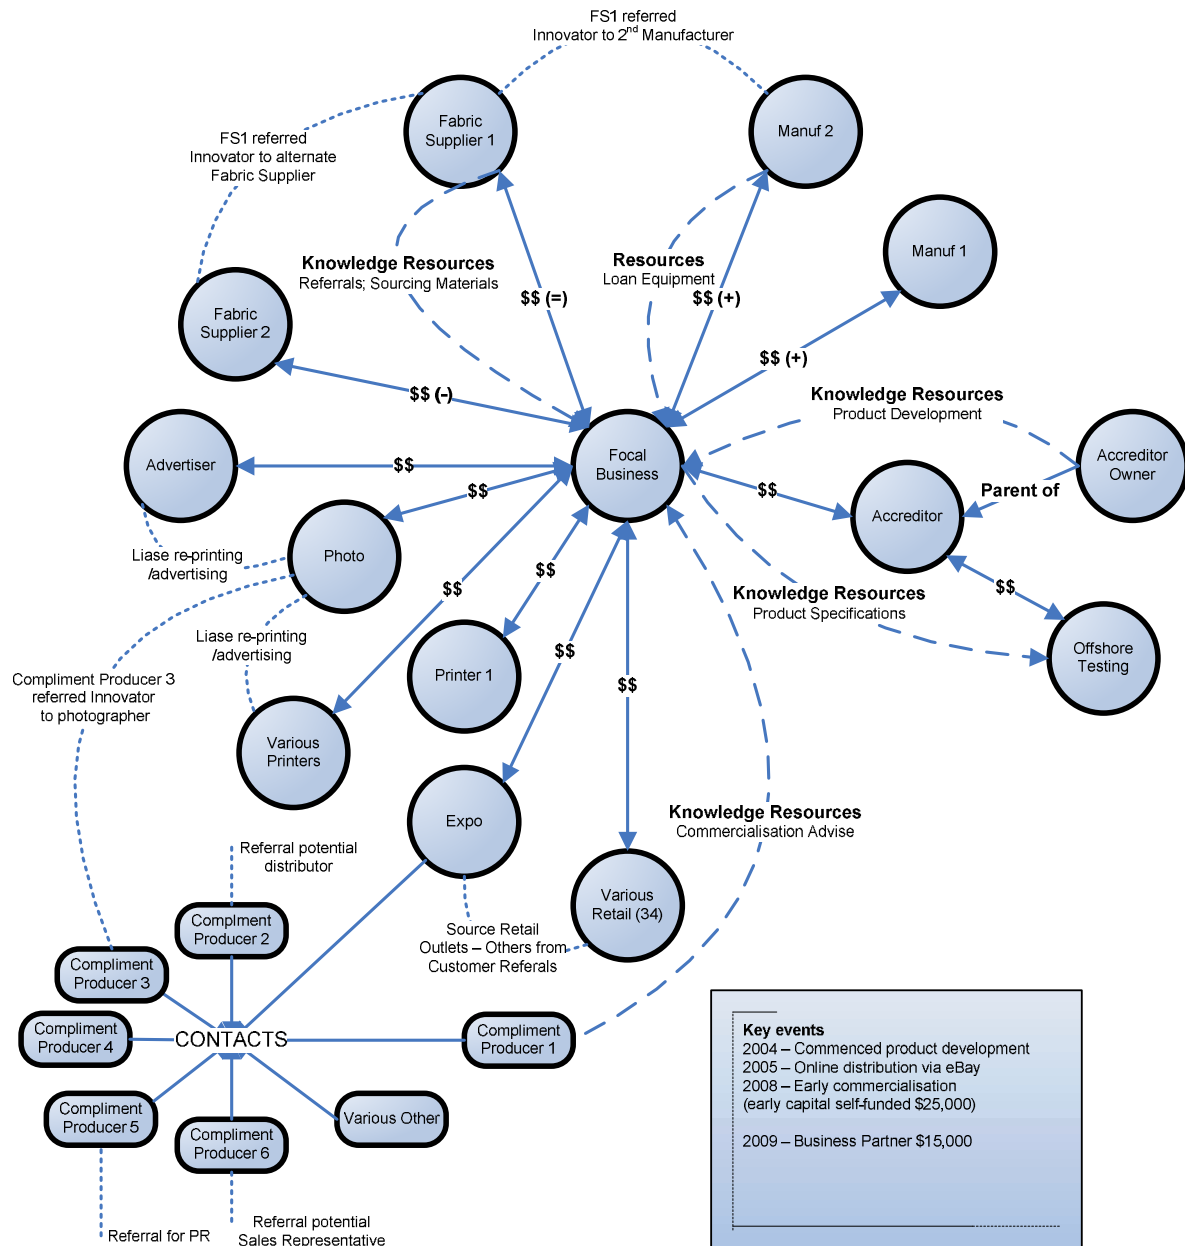 FS1 referred
Innovator to 2nd Manufacturer
Fabric
Supplier 1
Manuf 2
FS1 referred
Innovator to alternate
Fabric Supplier
Manuf 1
Knowledge Resources
Referrals; Sourcing Materials
Resources
Loan Equipment
$$ (=)
$$ (+)
Fabric
Supplier 2
$$ (+)
$$ (-)
Knowledge Resources
Product Development
Advertiser
$$
Focal
Business
Accreditor
Owner
$$
$$
Parent of
Accreditor
Liase re-printing
/advertising
Photo
$$
$$
$$
Knowledge Resources
Product Specifications
Liase re-printing
/advertising
Offshore
Testing
$$
Printer 1
$$
Compliment Producer 3
referred Innovator
to photographer
Various
Printers
Expo
Knowledge Resources
Commercialisation Advise
Referral potential
distributor
Various
Retail (34)
Complment
Producer 2
Source Retail
Outlets – Others from
Customer Referals
Compliment
Producer 3
Compliment
Producer 4
CONTACTS
Compliment
Producer 1
Compliment
Producer 5
Compliment
Producer 6
Various Other
Referral for PR
Referral potential
Sales Representative
Key events
2004 – Commenced product development
2005 – Online distribution via eBay
2008 – Early commercialisation
(early capital self-funded $25,000)
2009 – Business Partner $15,000